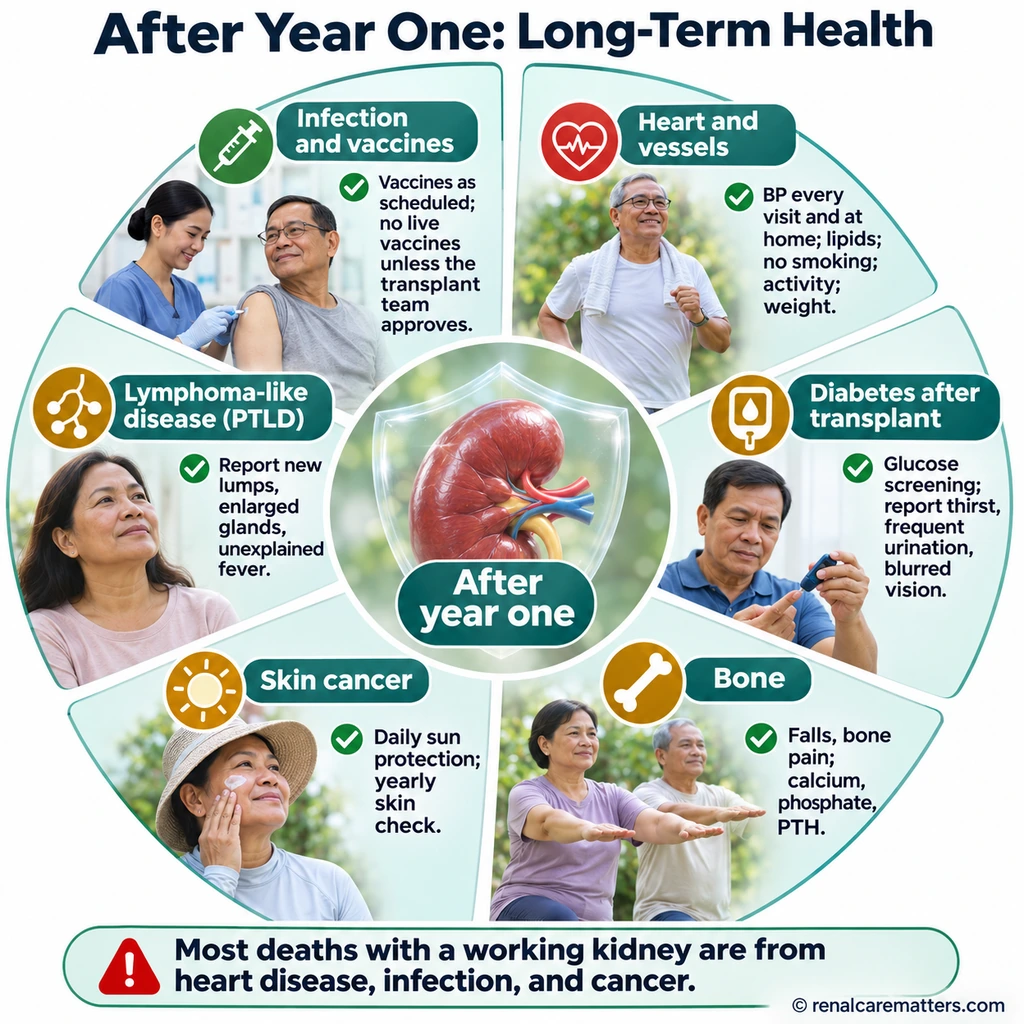 After Year One: Long-Term Health
Infection
and vaccines
Vaccines as
scheduled;
no live
vaccines
unless the
transplant
team
approves.
Heart and
vessels
BP every
visit and at
home; lipids;
no smoking;
activity;
weight.
Lymphoma-like
disease (PTLD)
Report new
lumps,
enlarged
glands,
unexplained
fever.
After
year one
Diabetes after
transplant
Glucose
screening;
report thirst,
frequent
urination,
blurred
vision.
Skin cancer
Daily sun
protection;
yearly
skin
check.
Bone
Falls, bone
pain;
calcium,
phosphate,
PTH.
Most deaths with a working kidney are from
heart disease, infection, and cancer.
© renalcarematters.com